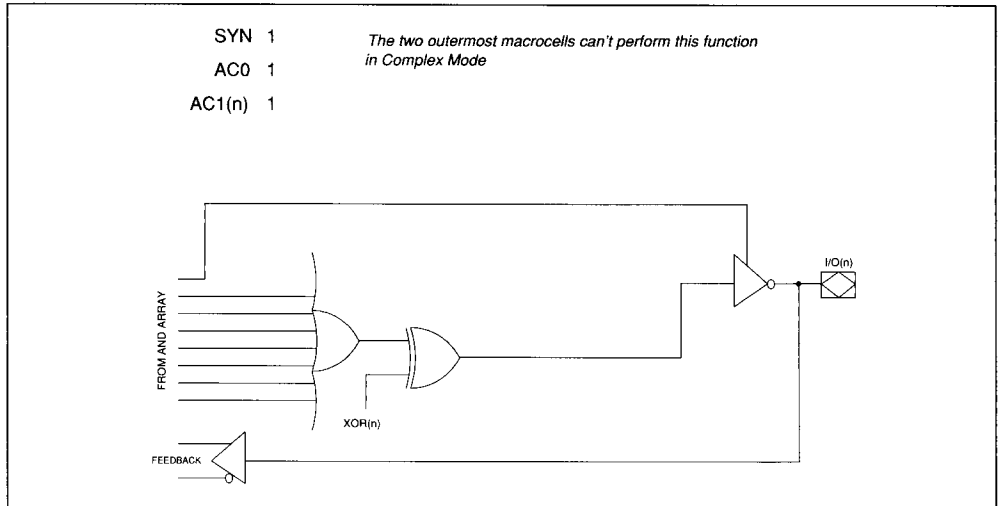 SYN 1
The two outermost macrocells can't perform this function
in Complex Mode
AC0 1
AC1(n) 1
I/O(n)
FROM AND ARRAY
XOR(n)
FEEDBACK